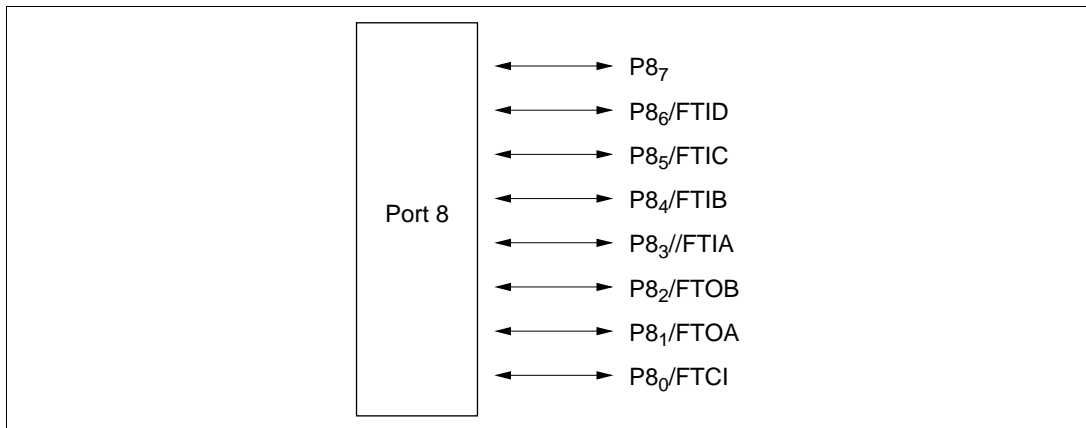 P8₇
P8₆/FTID
P8₅/FTIC
P8₄/FTIB
Port 8
P8₃//FTIA
P8₂/FTOB
P8₁/FTOA
P8₀/FTCI